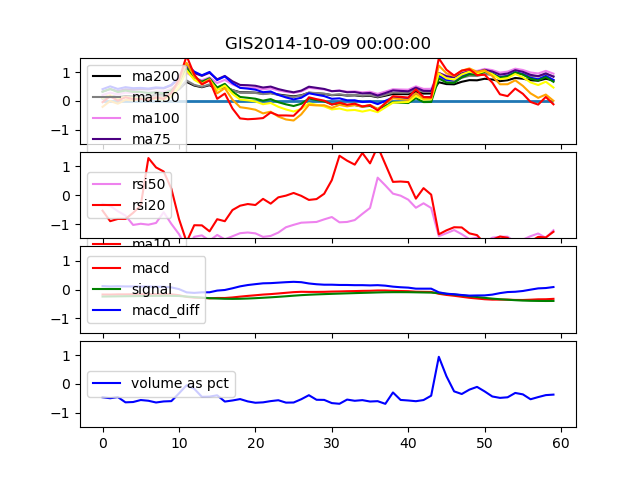 GIS2014-10-09 00:00:00
1
0
−1
ma200
ma150
ma100
ma75
1
0
−1
rsi50
rsi20
ma10
1
0
−1
macd
signal
macd_diff
1
0
−1
volume as pct
0 10 20 30 40 50 60